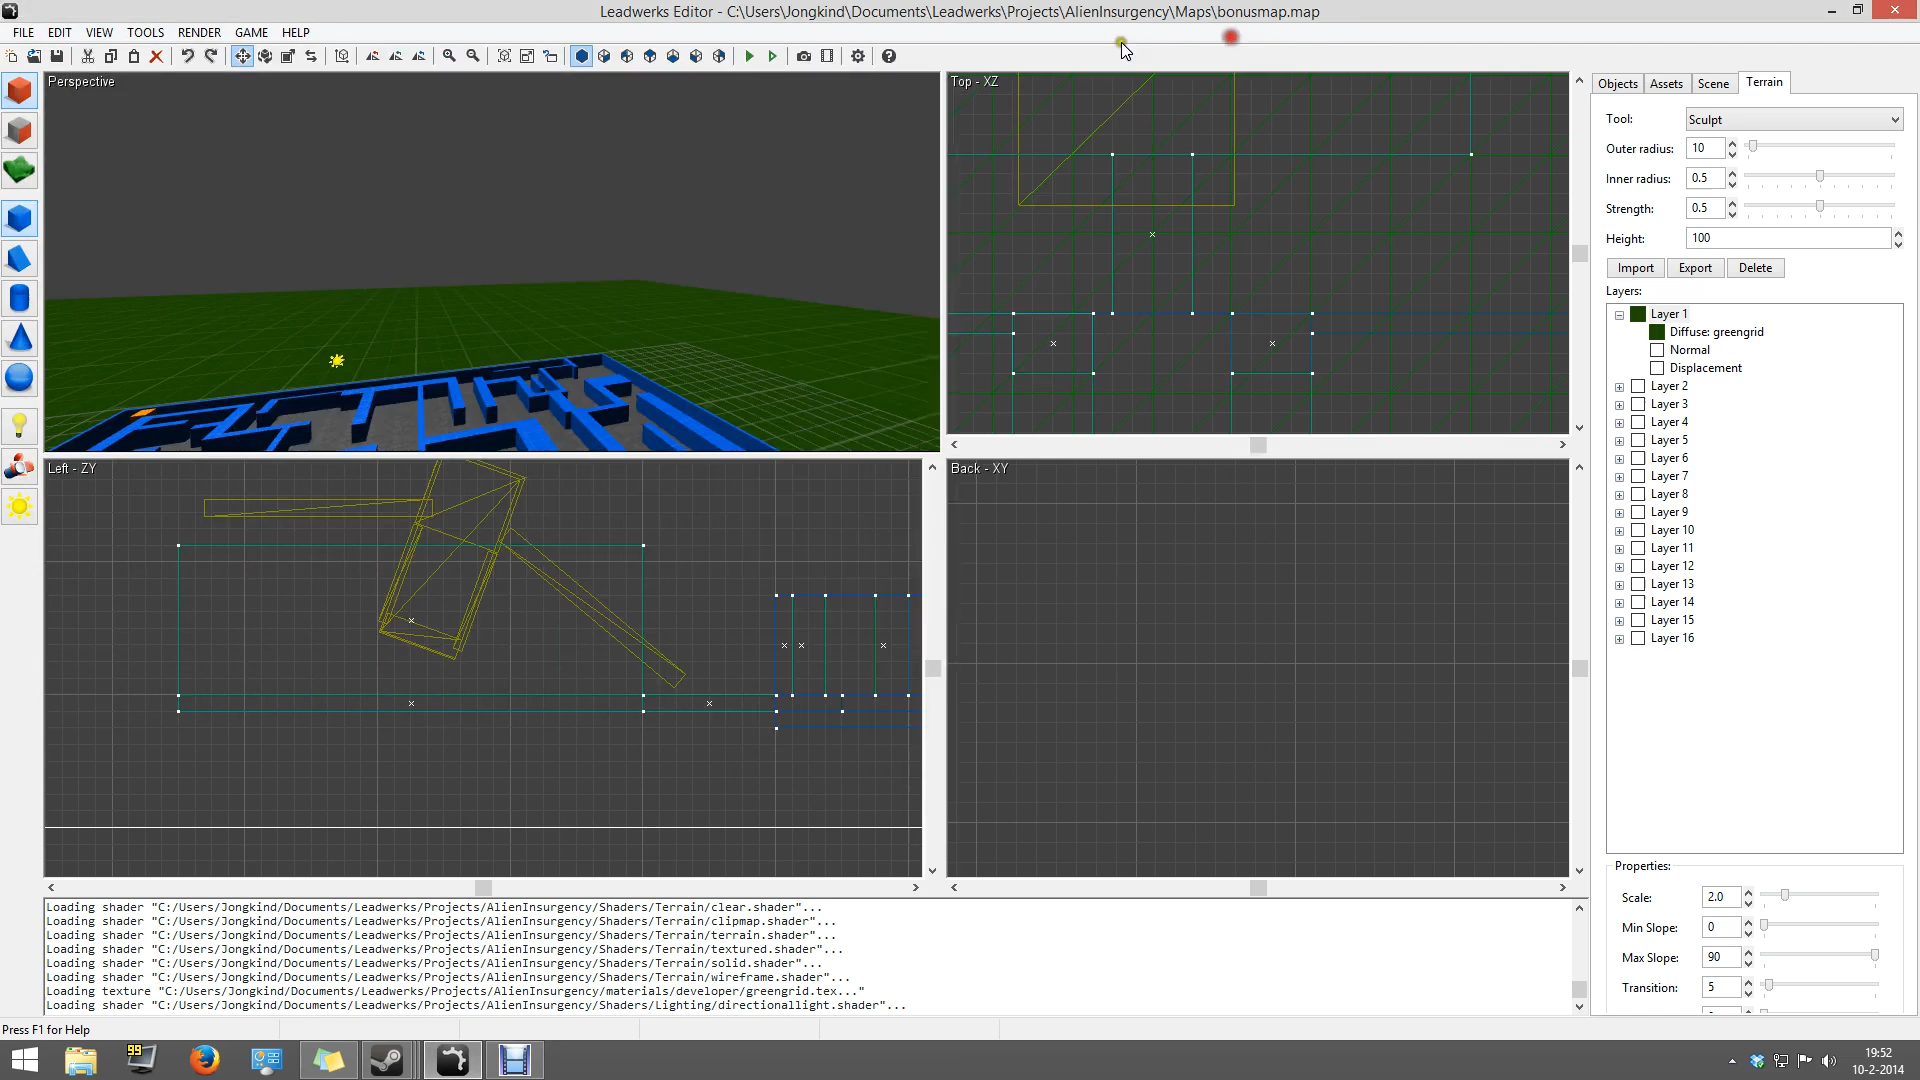 Leadwerks Editor - C:\Users\Jongkind\Documents\Leadwerks\Projects\AlienInsurgency\Maps\bonusmap.map
FILE EDIT VIEW TOOLS RENDER GAME HELP
Perspective
Top - XZ
Left - ZY
Back - XY
Objects Assets Scene Terrain
Tool: Sculpt
Outer radius: 10
Inner radius: 0.5
Strength: 0.5
Height: 100
Import Export Delete
Layers:
Layer 1
Diffuse: greengrid
Normal
Displacement
Layer 2
Layer 3
Layer 4
Layer 5
Layer 6
Layer 7
Layer 8
Layer 9
Layer 10
Layer 11
Layer 12
Layer 13
Layer 14
Layer 15
Layer 16
Properties:
Scale: 2.0
Min Slope: 0
Max Slope: 90
Transition: 5
Loading shader "C:/Users/Jongkind/Documents/Leadwerks/Projects/AlienInsurgency/Shaders/Terrain/clear.shader"...
Loading shader "C:/Users/Jongkind/Documents/Leadwerks/Projects/AlienInsurgency/Shaders/Terrain/clipmap.shader"...
Loading shader "C:/Users/Jongkind/Documents/Leadwerks/Projects/AlienInsurgency/Shaders/Terrain/terrain.shader"...
Loading shader "C:/Users/Jongkind/Documents/Leadwerks/Projects/AlienInsurgency/Shaders/Terrain/textured.shader"...
Loading shader "C:/Users/Jongkind/Documents/Leadwerks/Projects/AlienInsurgency/Shaders/Terrain/solid.shader"...
Loading shader "C:/Users/Jongkind/Documents/Leadwerks/Projects/AlienInsurgency/Shaders/Terrain/wireframe.shader"...
Loading texture "C:/Users/Jongkind/Documents/Leadwerks/Projects/AlienInsurgency/materials/developer/greengrid.tex..."
Loading shader "C:/Users/Jongkind/Documents/Leadwerks/Projects/AlienInsurgency/Shaders/Lighting/directionallight.shader"...
Press F1 for Help
99
19:52
10-2-2014